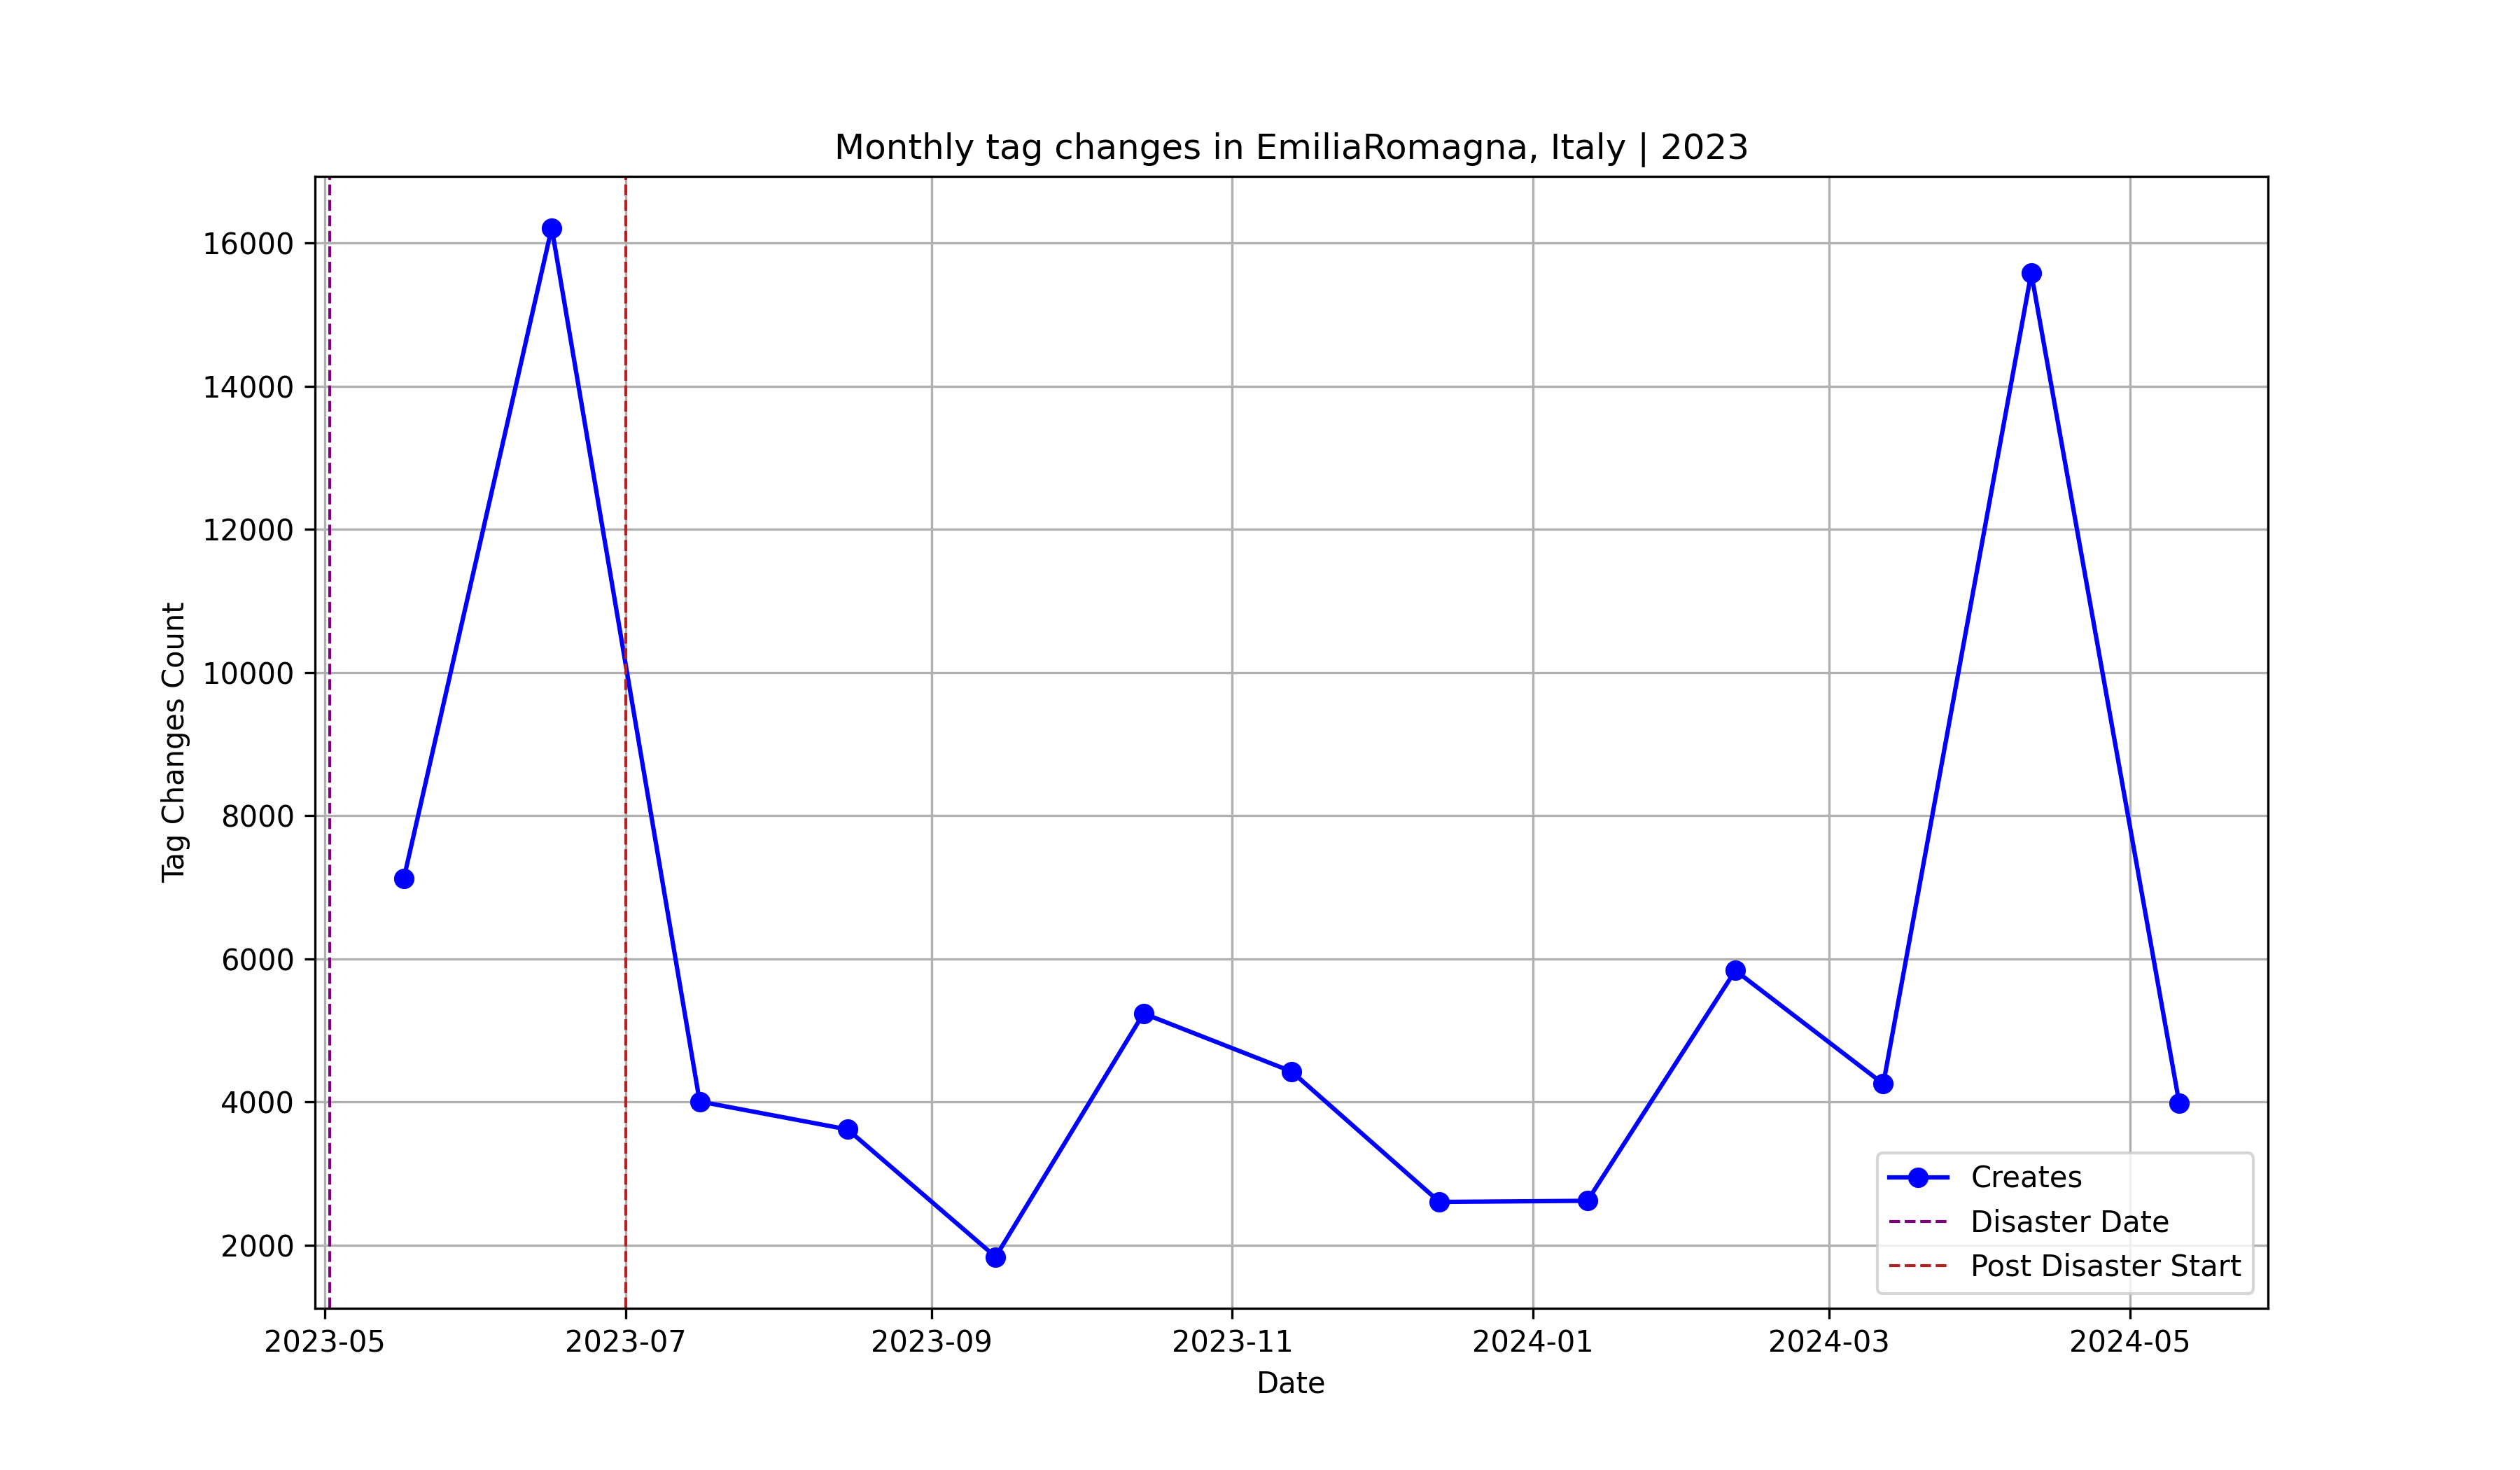 Monthly tag changes in EmiliaRomagna, Italy | 2023
Tag Changes Count
16000
14000
12000
10000
8000
6000
4000
2000
Creates
Disaster Date
Post Disaster Start
2023-05
2023-07
2023-09
2023-11
2024-01
2024-03
2024-05
Date